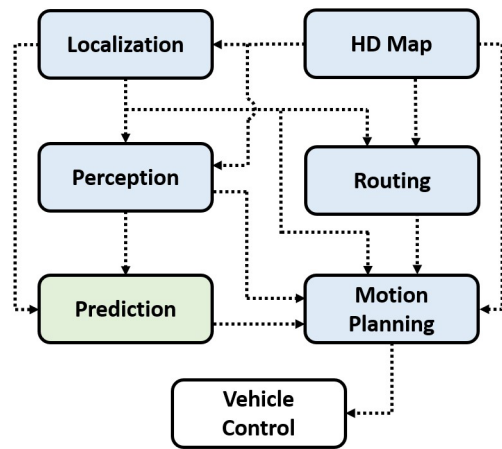 Localization
HD Map
Perception
Routing
Prediction
Motion
Planning
Vehicle
Control